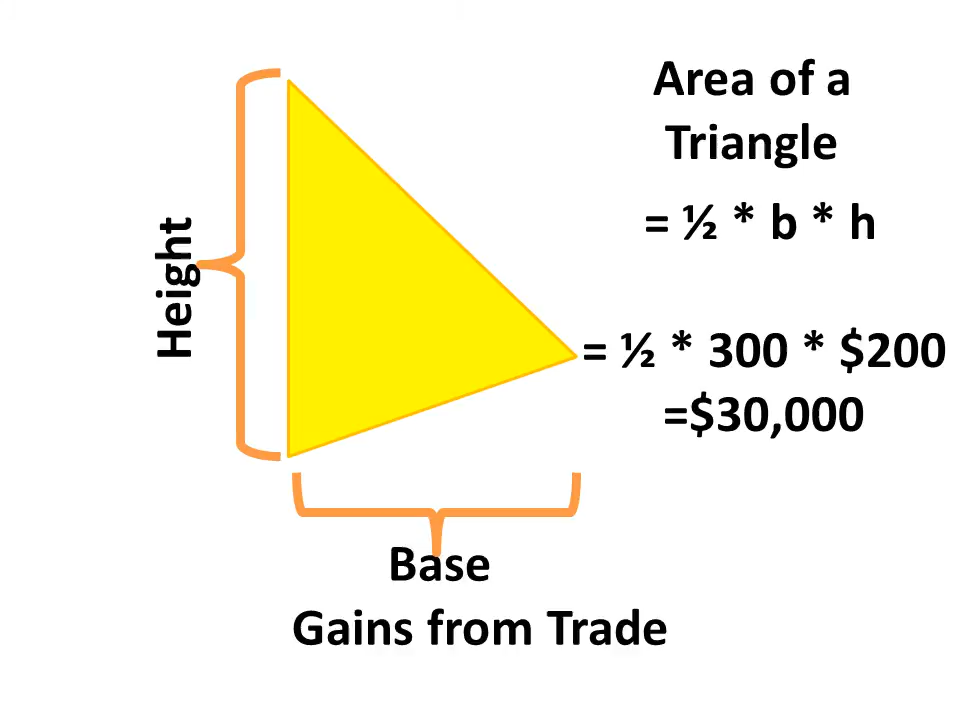 Area of a
Triangle
= ½ * b * h
Height
= ½ * 300 * $200
=$30,000
Base
Gains from Trade